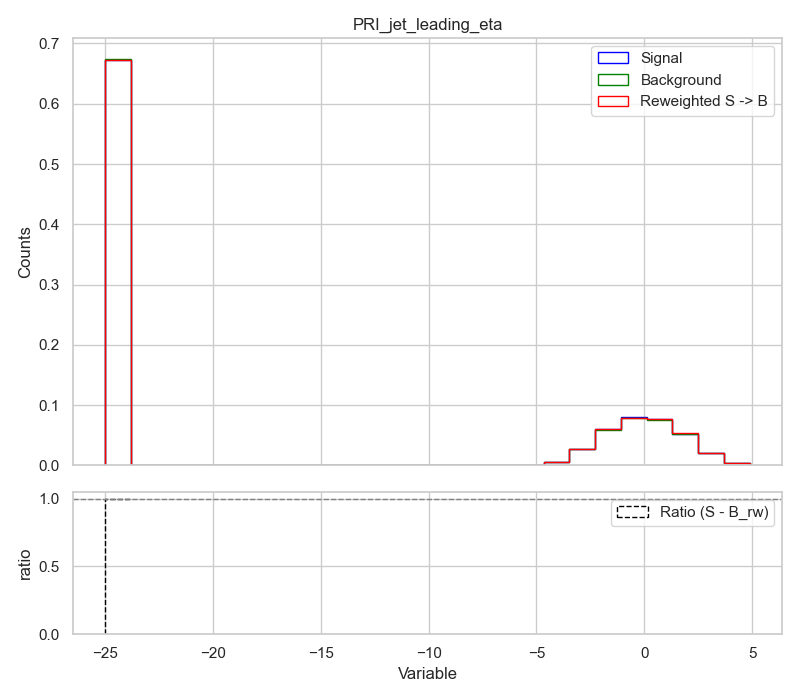 PRI_jet_leading_eta
Signal
Background
Reweighted S -> B
Counts
0.7
0.6
0.5
0.4
0.3
0.2
0.1
0.0
Ratio (S - B_rw)
ratio
1.0
0.5
0.0
−25
−20
−15
−10
−5
0
5
Variable